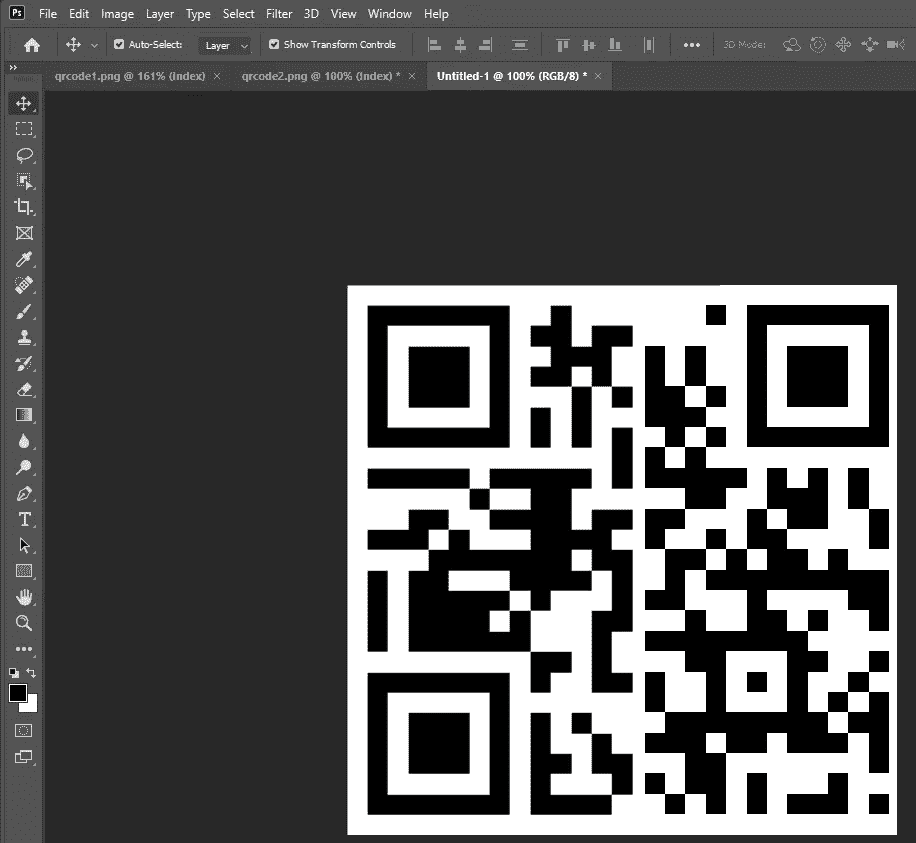 Ps File Edit Image Layer Type Select Filter 3D View Window Help
Auto-Select: Layer Show Transform Controls 3D Mode:
qrcode1.png @ 161% (Index) × qrcode2.png @ 100% (Index) * × Untitled-1 @ 100% (RGB/8) * ×